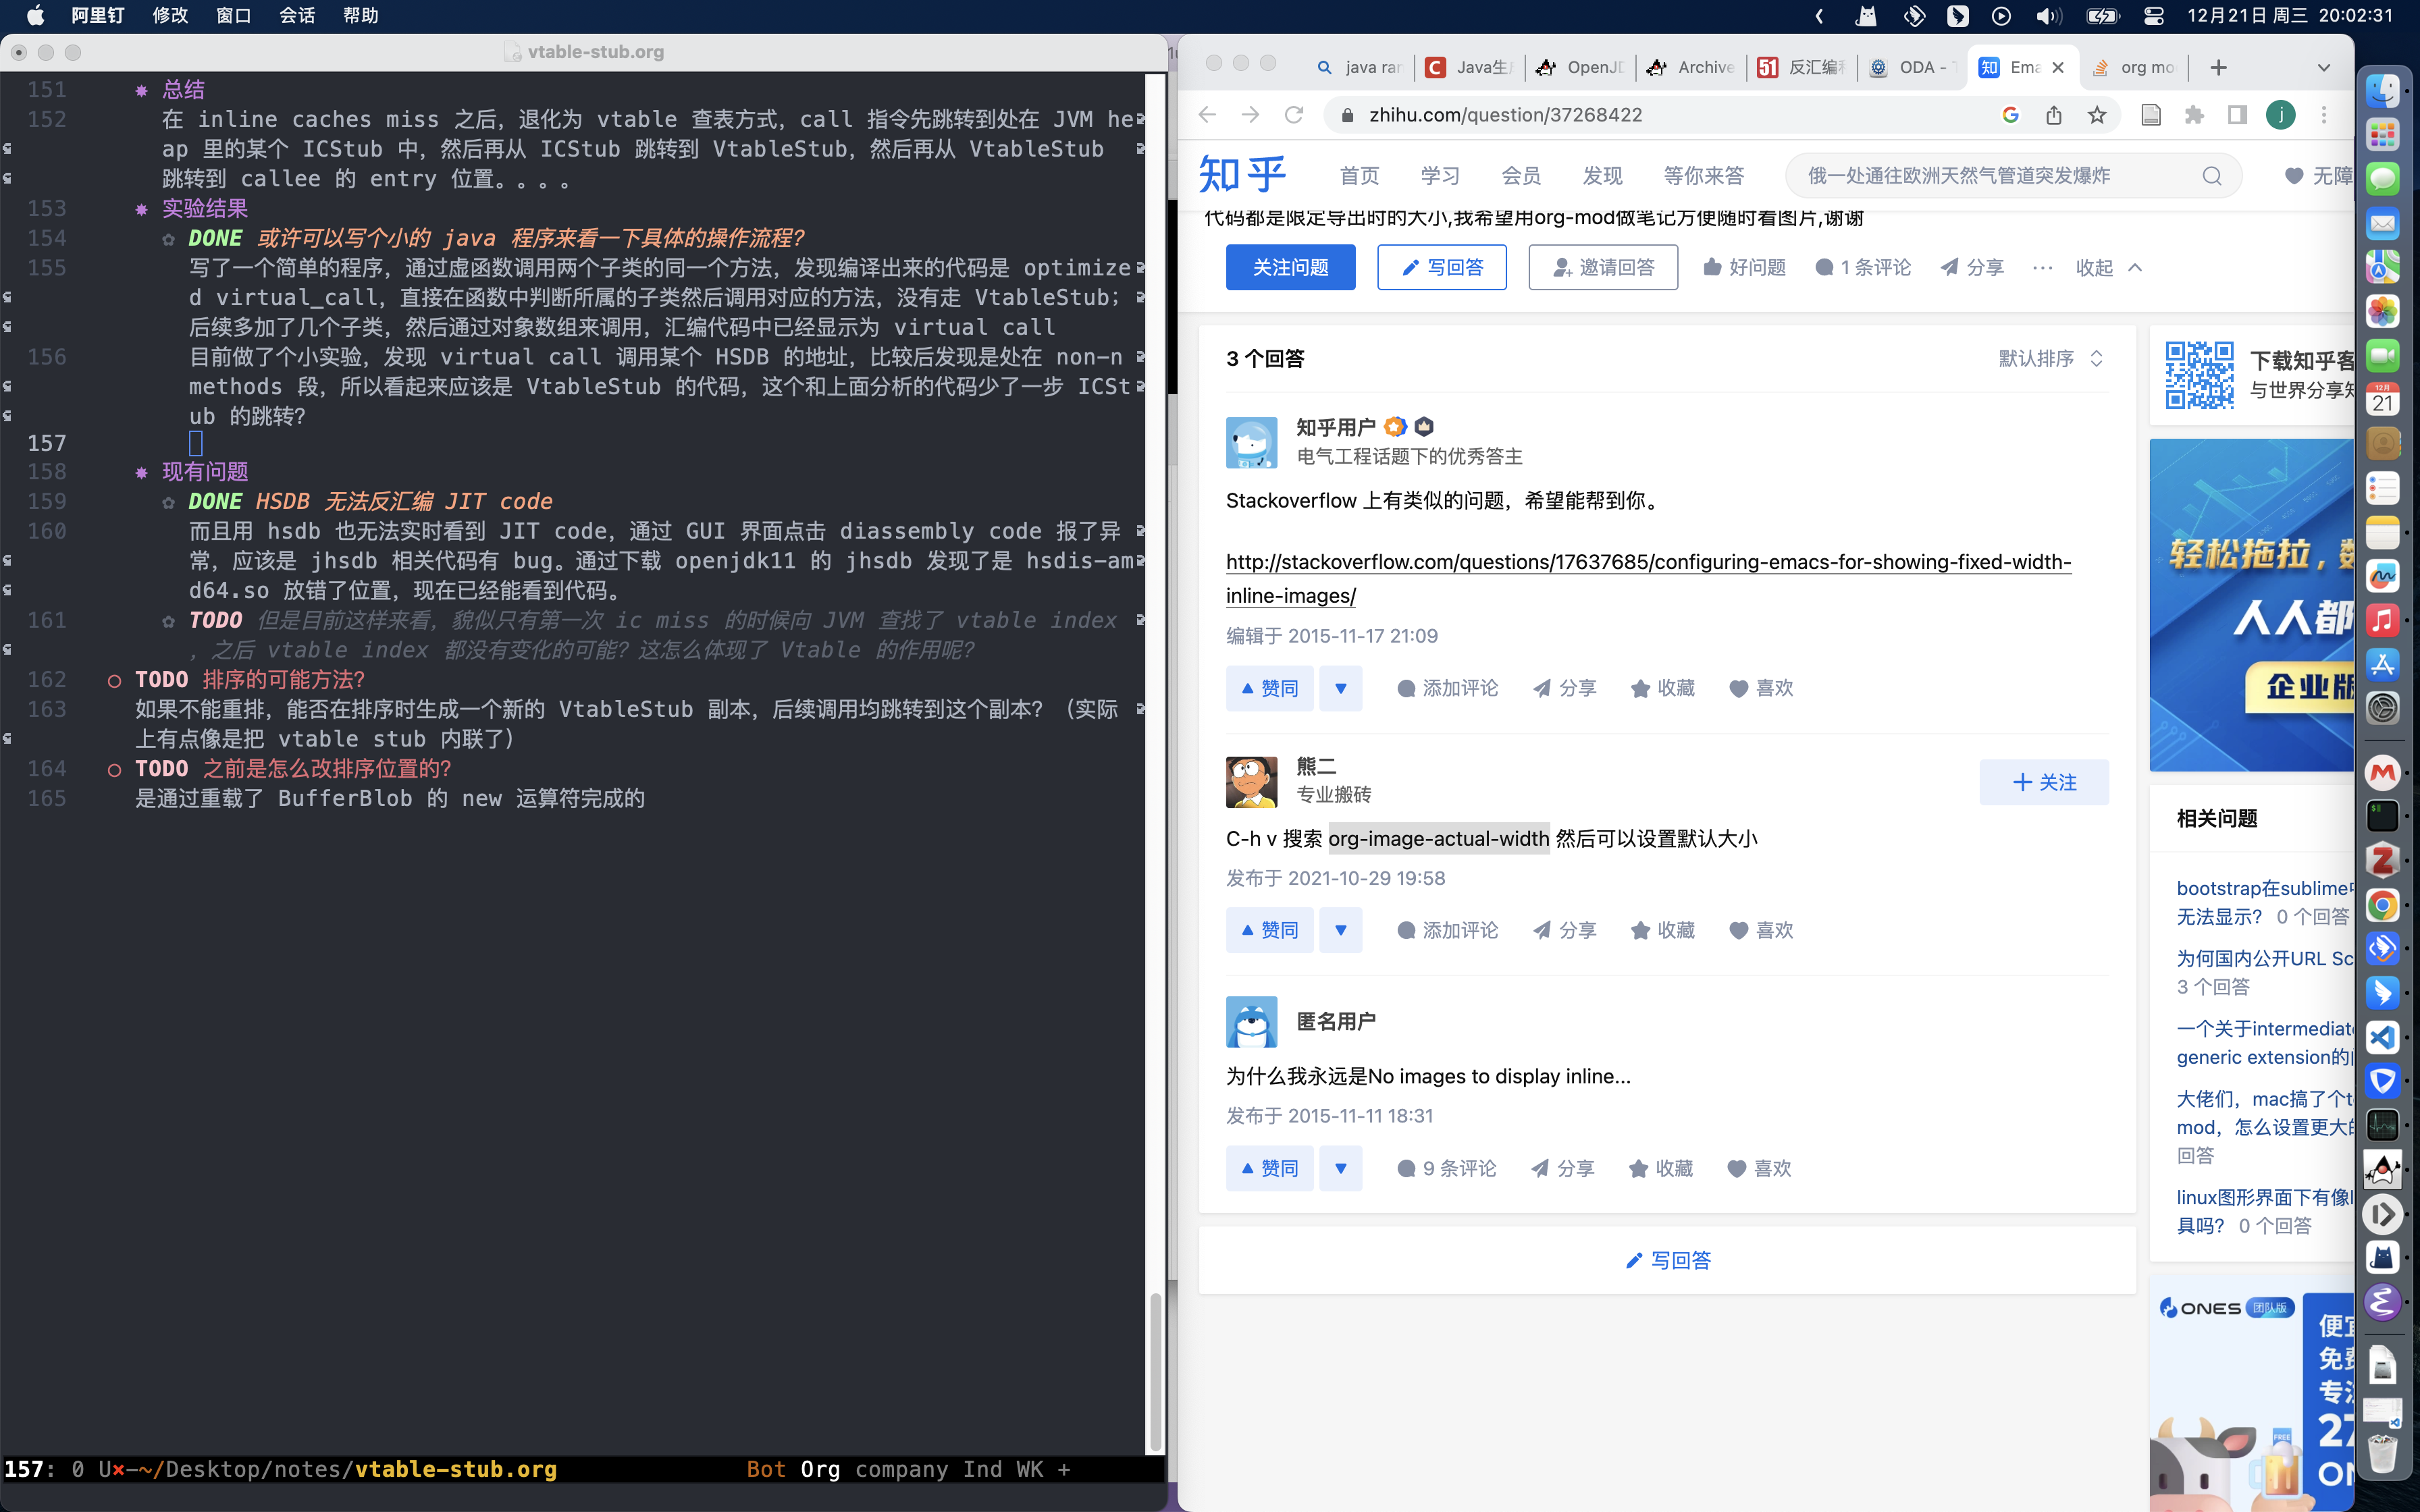 阿里钉 修改 窗口 会话 帮助
12月21日 周三 20:02:31
vtable-stub.org
151 总结
152 在 inline caches miss 之后，退化为 vtable 查表方式，call 指令先跳转到处在 JVM he
ap 里的某个 ICStub 中，然后再从 ICStub 跳转到 VtableStub，然后再从 VtableStub
跳转到 callee 的 entry 位置。。。。
153 实验结果
154 DONE 或许可以写个小的 java 程序来看一下具体的操作流程？
155 写了一个简单的程序，通过虚函数调用两个子类的同一个方法，发现编译出来的代码是 optimize
d virtual_call，直接在函数中判断所属的子类然后调用对应的方法，没有走 VtableStub；
后续多加了几个子类，然后通过对象数组来调用，汇编代码中已经显示为 virtual call
156 目前做了个小实验，发现 virtual call 调用某个 HSDB 的地址，比较后发现是处在 non-n
methods 段，所以看起来应该是 VtableStub 的代码，这个和上面分析的代码少了一步 ICSt
ub 的跳转？
157
158 现有问题
159 DONE HSDB 无法反汇编 JIT code
160 而且用 hsdb 也无法实时看到 JIT code，通过 GUI 界面点击 diassembly code 报了异
常，应该是 jhsdb 相关代码有 bug。通过下载 openjdk11 的 jhsdb 发现了是 hsdis-am
d64.so 放错了位置，现在已经能看到代码。
161 TODO 但是目前这样来看，貌似只有第一次 ic miss 的时候向 JVM 查找了 vtable index
，之后 vtable index 都没有变化的可能？这怎么体现了 Vtable 的作用呢？
162 TODO 排序的可能方法？
163 如果不能重排，能否在排序时生成一个新的 VtableStub 副本，后续调用均跳转到这个副本？（实际
上有点像是把 vtable stub 内联了）
164 TODO 之前是怎么改排序位置的？
165 是通过重载了 BufferBlob 的 new 运算符完成的
157: 0 U×-~/Desktop/notes/vtable-stub.org Bot Org company Ind WK +
java ran
Java生
OpenJD
Archive
51 反汇编
ODA - T
知 Ema
org mo
zhihu.com/question/37268422
j
知乎 首页 学习 会员 发现 等你来答 俄一处通往欧洲天然气管道突发爆炸 无障
代码都是限定导出时的大小,我希望用org-mod做笔记方便随时看图片,谢谢
关注问题 写回答 邀请回答 好问题 1 条评论 分享 ··· 收起
3 个回答 默认排序
知乎用户
电气工程话题下的优秀答主
Stackoverflow 上有类似的问题，希望能帮到你。
http://stackoverflow.com/questions/17637685/configuring-emacs-for-showing-fixed-width-
inline-images/
编辑于 2015-11-17 21:09
赞同 添加评论 分享 收藏 喜欢
熊二
专业搬砖
关注
C-h v 搜索 org-image-actual-width 然后可以设置默认大小
发布于 2021-10-29 19:58
赞同 添加评论 分享 收藏 喜欢
匿名用户
为什么我永远是No images to display inline...
发布于 2015-11-11 18:31
赞同 9 条评论 分享 收藏 喜欢
写回答
下载知乎客
与世界分享知
轻松拖拉，数
人人都
企业版
相关问题
bootstrap在sublime中
无法显示？ 0 个回答
为何国内公开URL Sc
3 个回答
一个关于intermediate
generic extension的
大佬们，mac搞了个t
mod，怎么设置更大的
回答
linux图形界面下有像
具吗？ 0 个回答
ONES 团队版
便宜
免费
专注
27
ON
FREE
12月
21